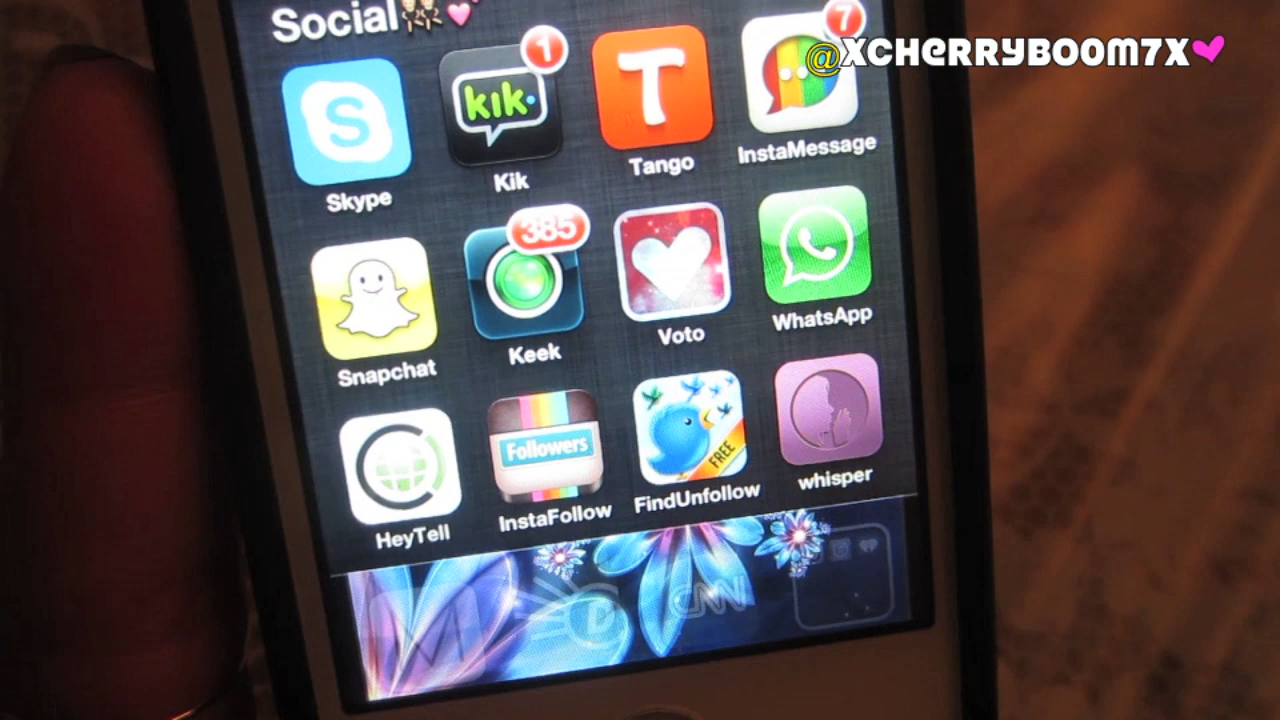 Social
@XCHERRYBOOM7X
1
7
S
kik
T
Skype
Kik
Tango
InstaMessage
385
Snapchat
Keek
Voto
WhatsApp
Followers
FREE
HeyTell
InstaFollow
FindUnfollow
whisper
CNN